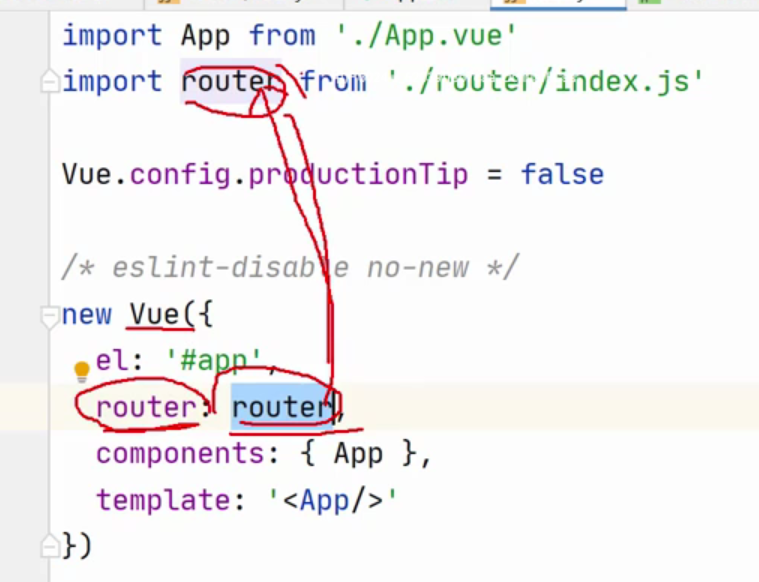 import App from './App.vue'
import router from './router/index.js'
Vue.config.productionTip = false
/* eslint-disable no-new */
new Vue({
el: '#app',
router: router,
components: { App },
template: '<App/>'
})